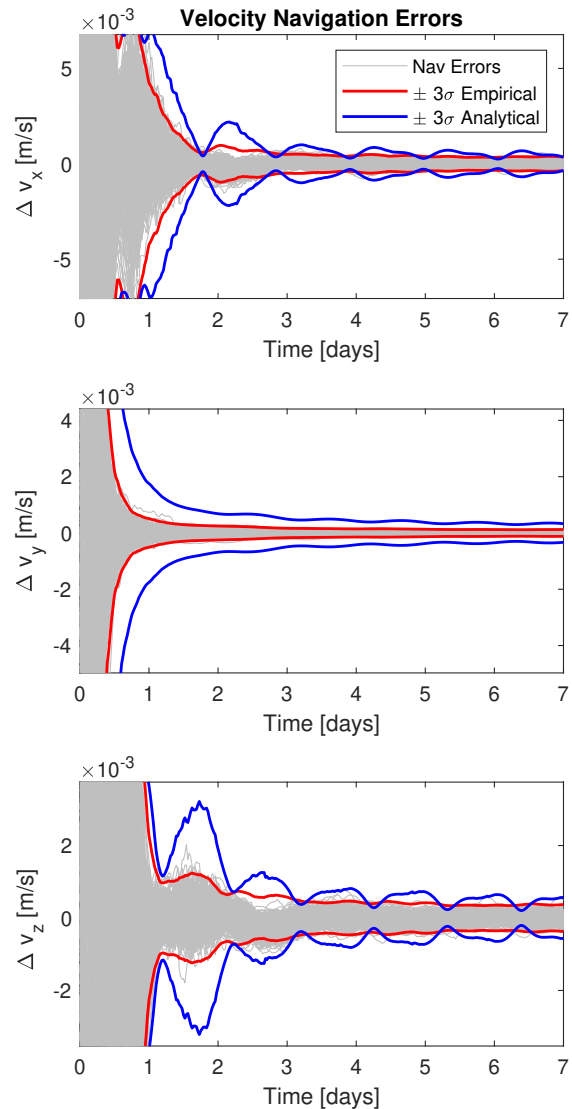 Velocity Navigation Errors
×10⁻³
5
0
-5
Δ vₓ [m/s]
Nav Errors
± 3σ Empirical
± 3σ Analytical
0 1 2 3 4 5 6 7
Time [days]
×10⁻³
4
2
0
-2
-4
Δ v_y [m/s]
0 1 2 3 4 5 6 7
Time [days]
×10⁻³
2
0
-2
Δ v_z [m/s]
0 1 2 3 4 5 6 7
Time [days]